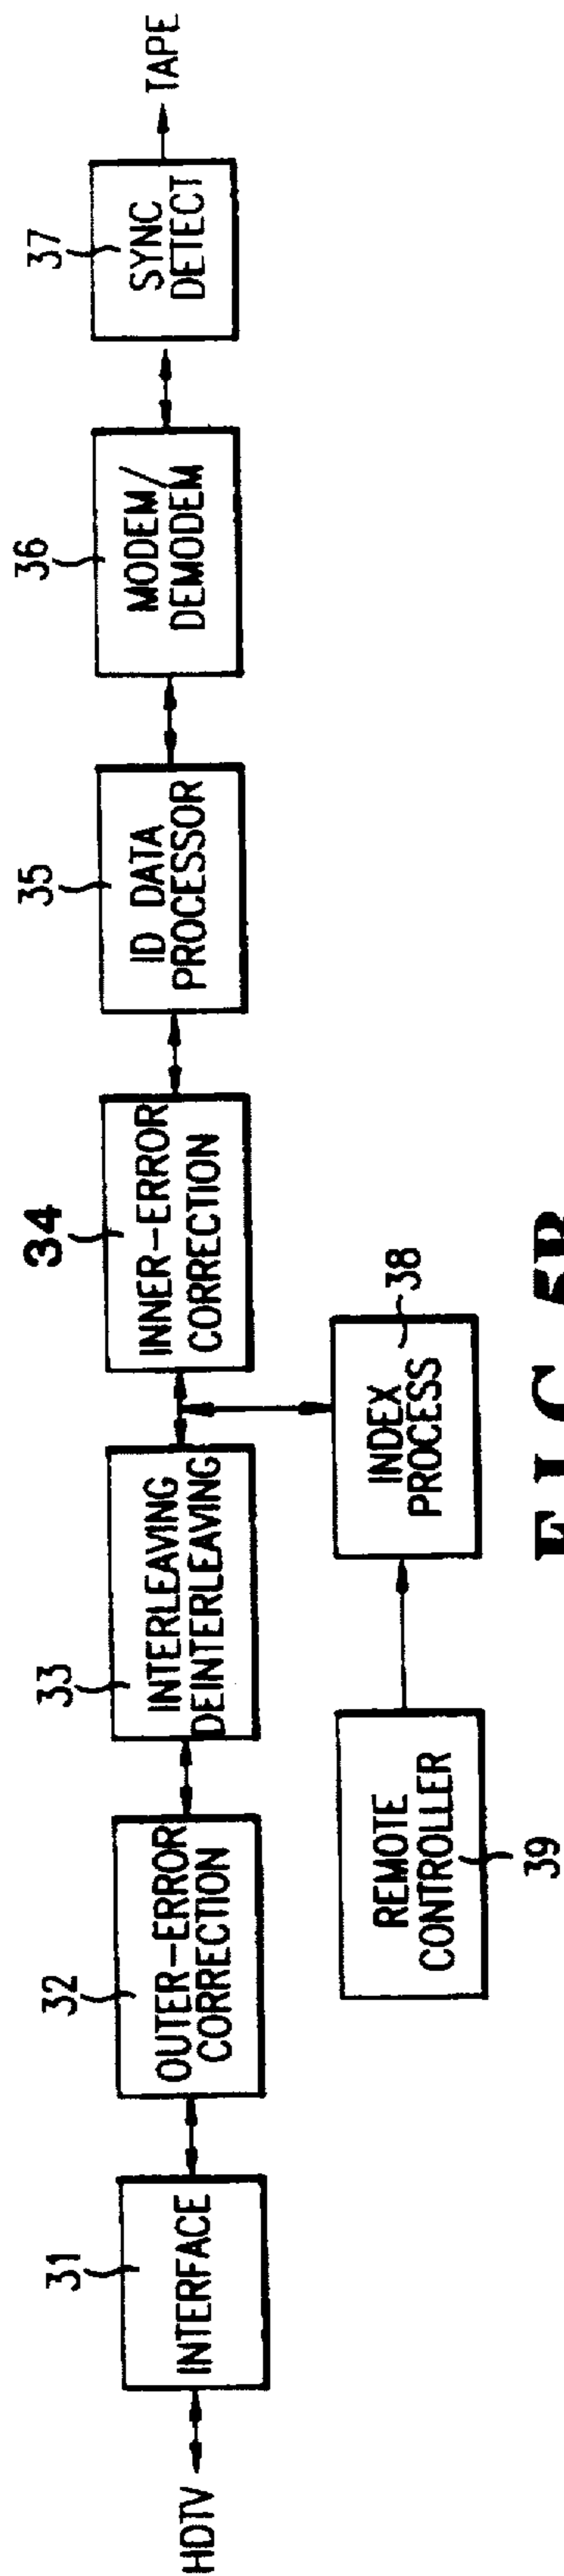 HDTV
31
INTERFACE
32
OUTER-ERROR
CORRECTION
33
INTERLEAVING
DEINTERLEAVING
34
INNER-ERROR
CORRECTION
35
ID DATA
PROCESSOR
36
MODEM/
DEMODEM
37
SYNC
DETECT
TAPE
REMOTE
CONTROLLER
39
INDEX
PROCESS
38